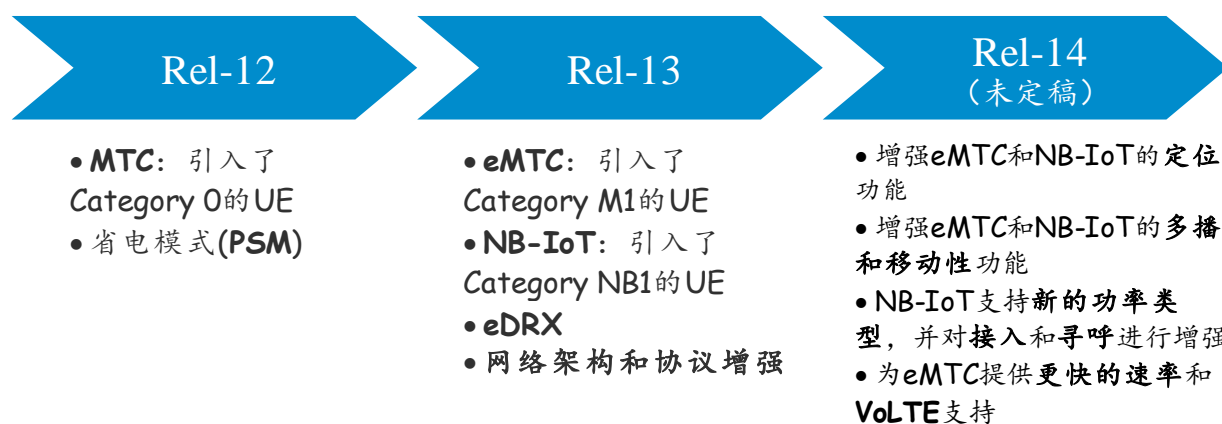 Rel-12
• MTC：引入了
Category 0的UE
• 省电模式(PSM)
Rel-13
• eMTC：引入了
Category M1的UE
• NB-IoT：引入了
Category NB1的UE
• eDRX
• 网络架构和协议增强
Rel-14
（未定稿）
• 增强eMTC和NB-IoT的定位
功能
• 增强eMTC和NB-IoT的多播
和移动性功能
• NB-IoT支持新的功率类
型，并对接入和寻呼进行增强
• 为eMTC提供更快的速率和
VoLTE支持